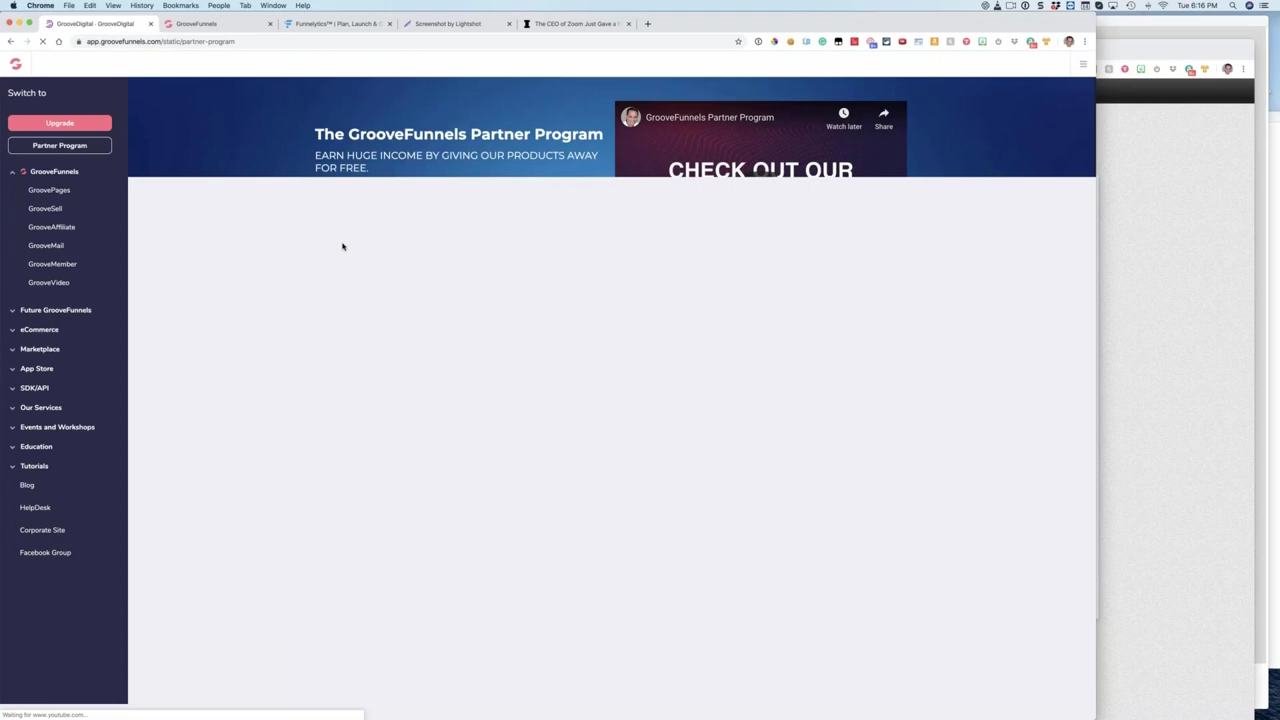 Chrome File Edit View History Bookmarks People Tab Window Help
Tue 6:16 PM
GrooveDigital · GrooveDigital
GrooveFunnels
Funnelytics™ | Plan, Launch &
Screenshot by Lightshot
The CEO of Zoom Just Gave a
app.groovefunnels.com/static/partner-program
Switch to
Upgrade
Partner Program
GrooveFunnels
GroovePages
GrooveSell
GrooveAffiliate
GrooveMail
GrooveMember
GrooveVideo
Future GrooveFunnels
eCommerce
Marketplace
App Store
SDK/API
Our Services
Events and Workshops
Education
Tutorials
Blog
HelpDesk
Corporate Site
Facebook Group
The GrooveFunnels Partner Program
EARN HUGE INCOME BY GIVING OUR PRODUCTS AWAY
FOR FREE.
GrooveFunnels Partner Program
Watch later
Share
CHECK OUT OUR
Waiting for www.youtube.com...